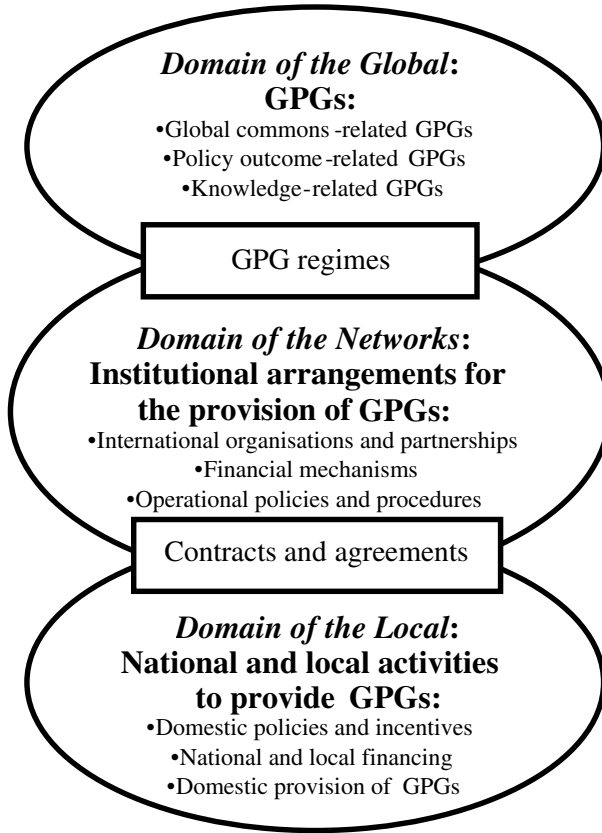 Domain of the Global:
GPGs:
•Global commons-related GPGs
•Policy outcome-related GPGs
•Knowledge-related GPGs
GPG regimes
Domain of the Networks:
Institutional arrangements for
the provision of GPGs:
•International organisations and partnerships
•Financial mechanisms
•Operational policies and procedures
Contracts and agreements
Domain of the Local:
National and local activities
to provide GPGs:
•Domestic policies and incentives
•National and local financing
•Domestic provision of GPGs